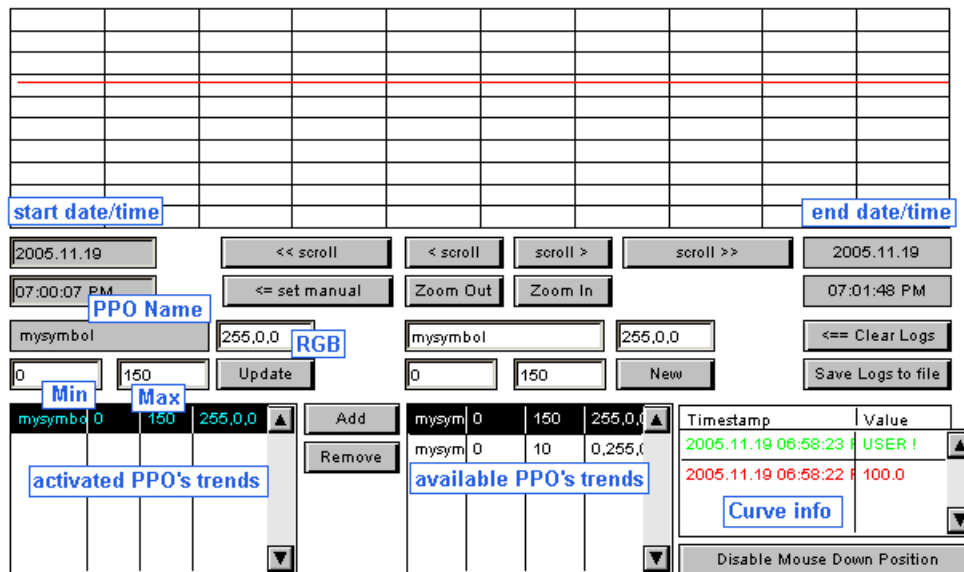 start date/time
end date/time
2005.11.19
<< scroll
< scroll
scroll >
scroll >>
2005.11.19
07:00:07 PM
<= set manual
Zoom Out
Zoom In
07:01:48 PM
PPO Name
mysymbol
255,0,0
RGB
mysymbol
255,0,0
<== Clear Logs
0
150
Update
0
150
New
Save Logs to file
Min
Max
mysymbo 0 150 255,0,0
Add
mysym 0 150 255,0,
Timestamp Value
Remove
mysym 0 10 0,255,
2005.11.19 06:58:23 USER !
activated PPO's trends
available PPO's trends
2005.11.19 06:58:22 100.0
Curve info
Disable Mouse Down Position